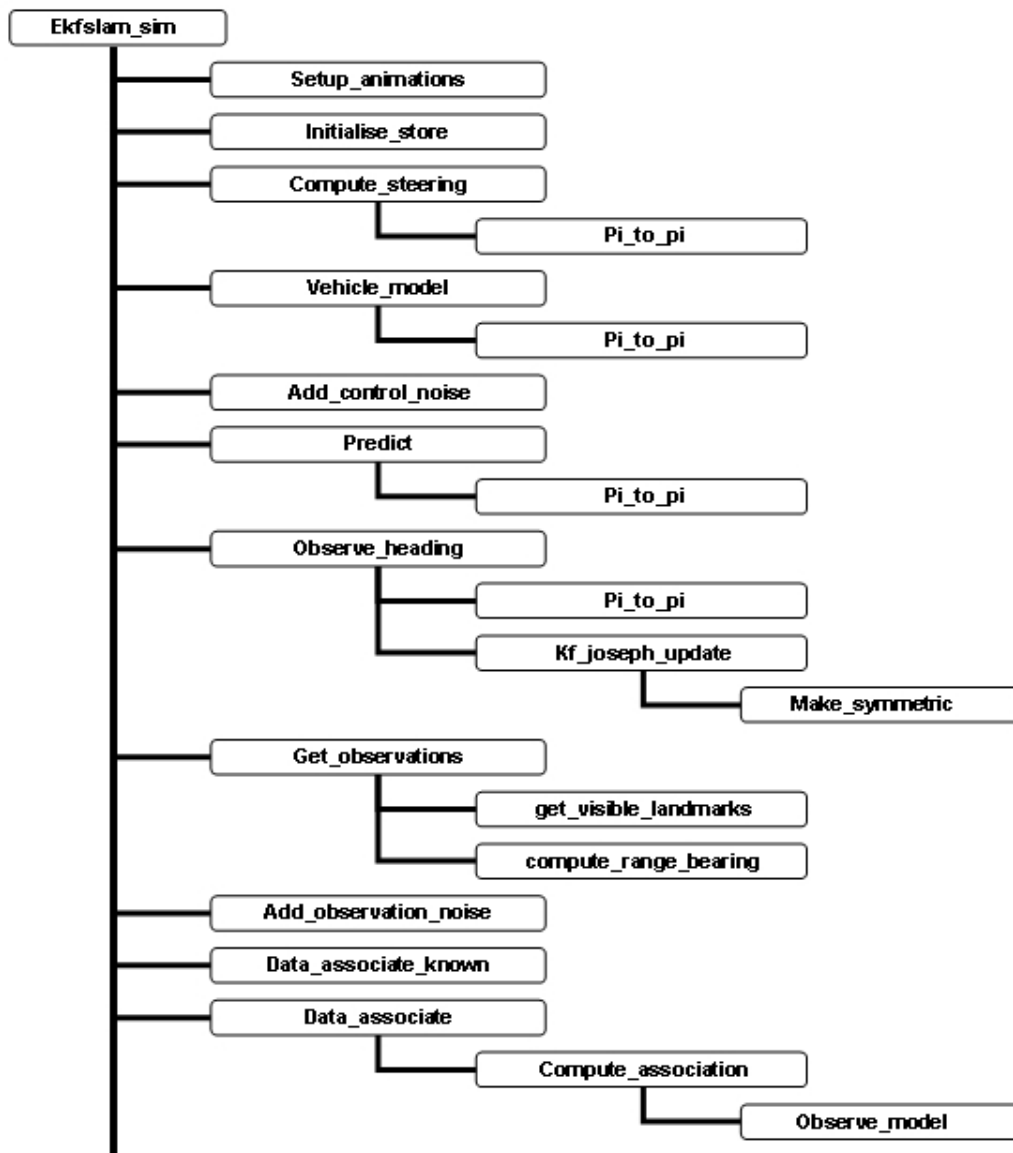 Ekfslam_sim
Setup_animations
Initialise_store
Compute_steering
Pi_to_pi
Vehicle_model
Pi_to_pi
Add_control_noise
Predict
Pi_to_pi
Observe_heading
Pi_to_pi
Kf_joseph_update
Make_symmetric
Get_observations
get_visible_landmarks
compute_range_bearing
Add_observation_noise
Data_associate_known
Data_associate
Compute_association
Observe_model